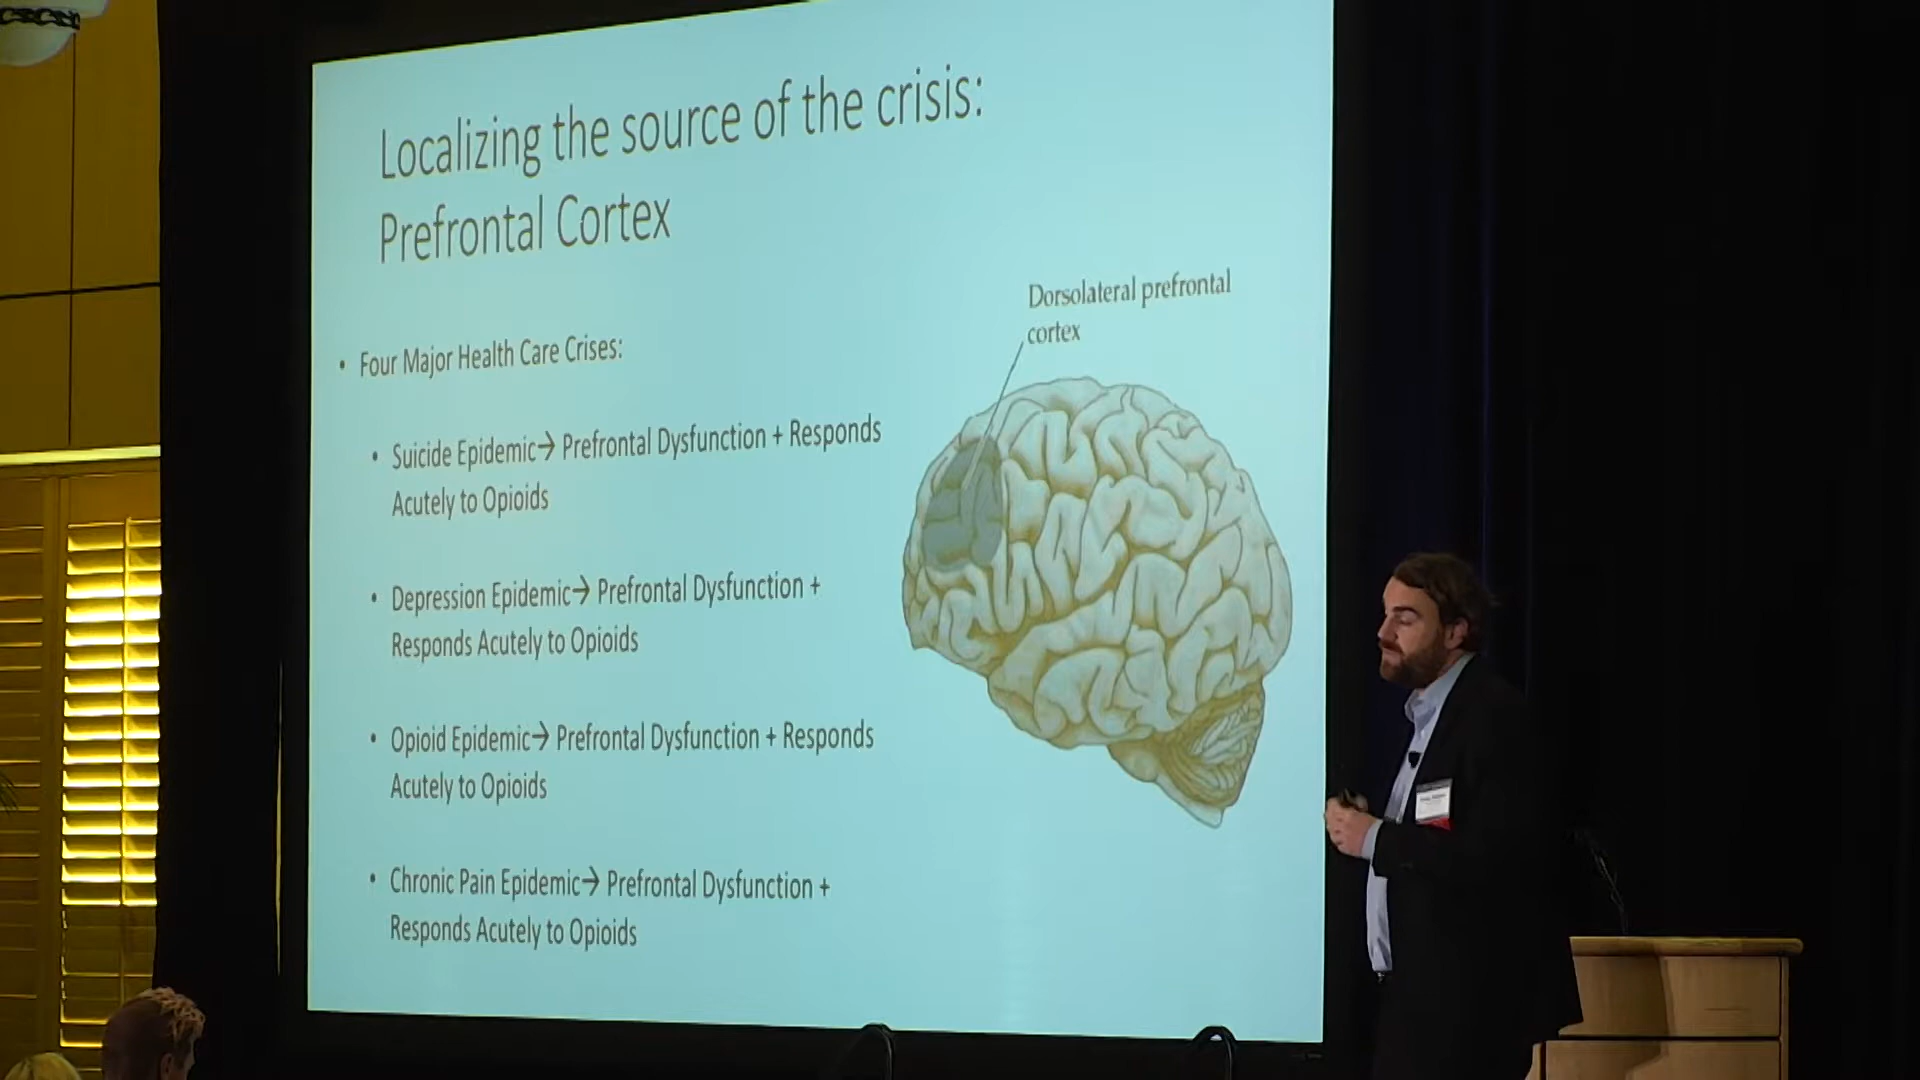 Localizing the source of the crisis:
Prefrontal Cortex
Dorsolateral prefrontal
cortex
• Four Major Health Care Crises:
• Suicide Epidemic→ Prefrontal Dysfunction + Responds
Acutely to Opioids
• Depression Epidemic→ Prefrontal Dysfunction +
Responds Acutely to Opioids
• Opioid Epidemic→ Prefrontal Dysfunction + Responds
Acutely to Opioids
• Chronic Pain Epidemic→ Prefrontal Dysfunction +
Responds Acutely to Opioids